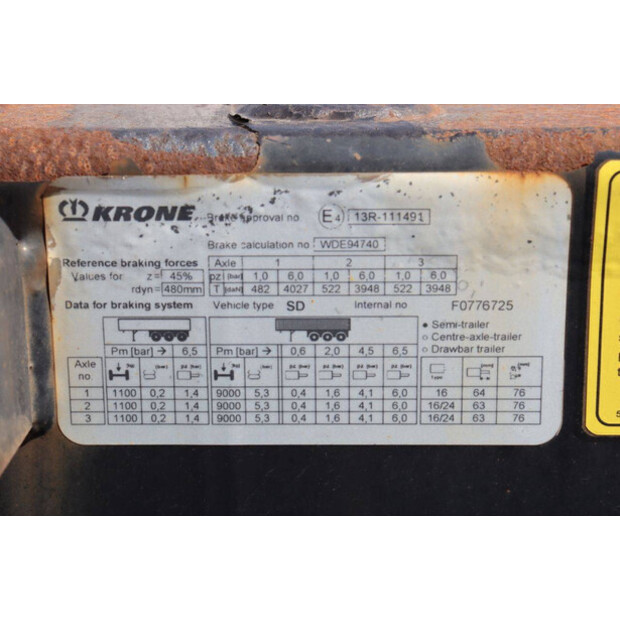 KRONE Brake approval no E4 13R-111491
Brake calculation no WDE94740
Reference braking forces Axle 1 2 3
Values for z= 45% pz [bar] 1,0 6,0 1,0 6,0 1,0 6,0
rdyn= 480mm T [daN] 482 4027 522 3948 522 3948
Data for braking system Vehicle type SD Internal no F0776725
• Semi-trailer
○ Centre-axle-trailer
○ Drawbar trailer
Pm [bar] → 6,5 Pm [bar] → 0,6 2,0 4,5 6,5
Axle no
1 1100 0,2 1,4 9000 5,3 0,4 1,6 4,1 6,0 16 64 76
2 1100 0,2 1,4 9000 5,3 0,4 1,6 4,1 6,0 16/24 63 76
3 1100 0,2 1,4 9000 5,3 0,4 1,6 4,1 6,0 16/24 63 76